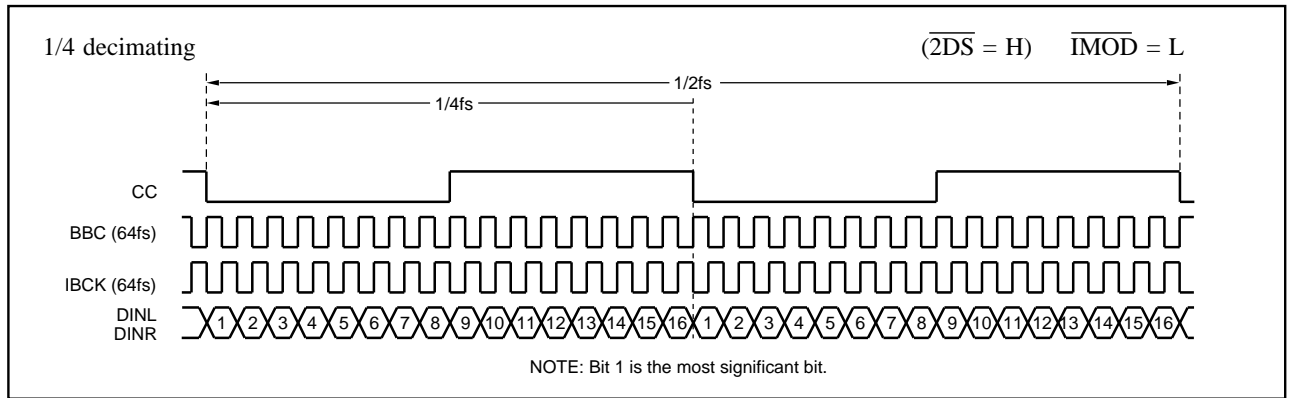 1/4 decimating (2DS = H) IMOD = L
1/2fs
1/4fs
CC
BBC (64fs)
IBCK (64fs)
DINL
DINR
1 2 3 4 5 6 7 8 9 10 11 12 13 14 15 16 1 2 3 4 5 6 7 8 9 10 11 12 13 14 15 16
NOTE: Bit 1 is the most significant bit.